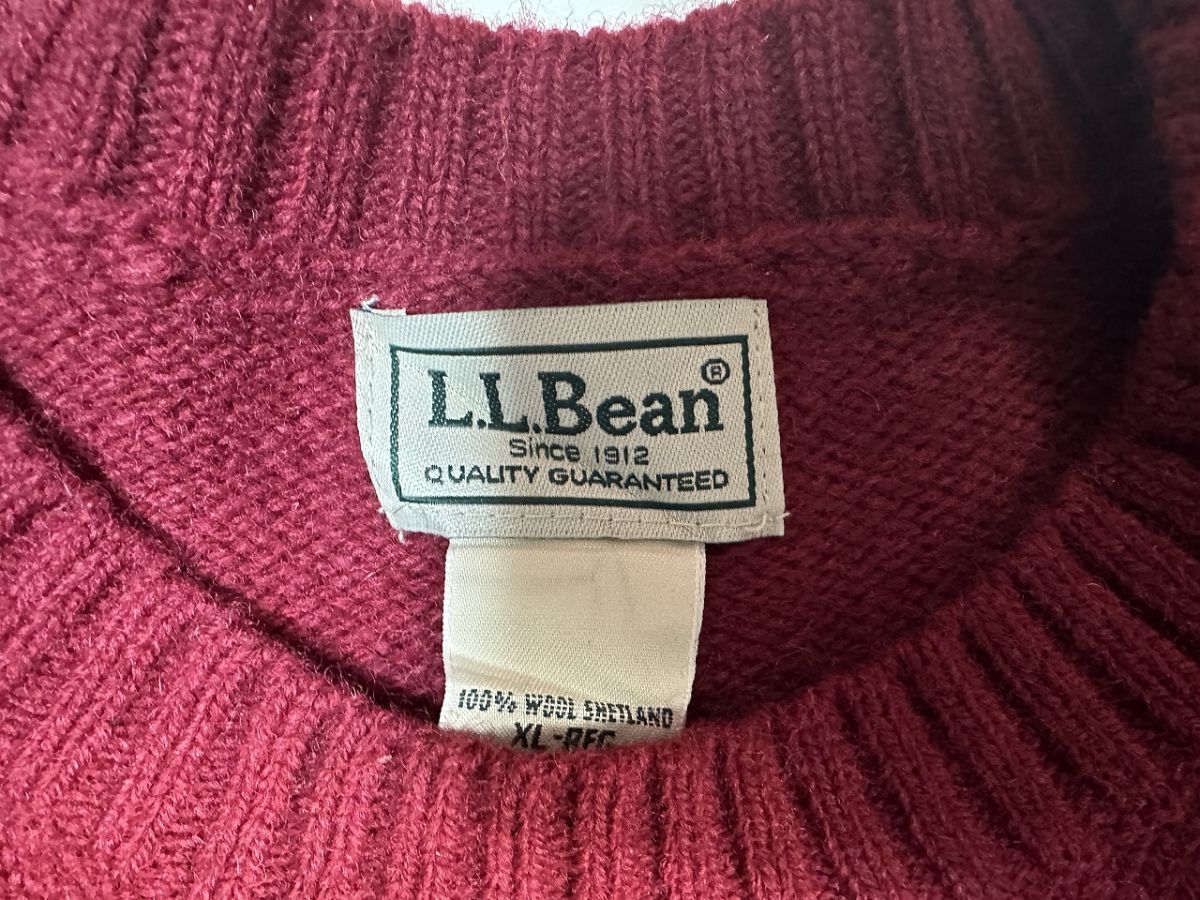 L.L.Bean®
Since 1912
QUALITY GUARANTEED
100% WOOL SHETLAND
XL-REG